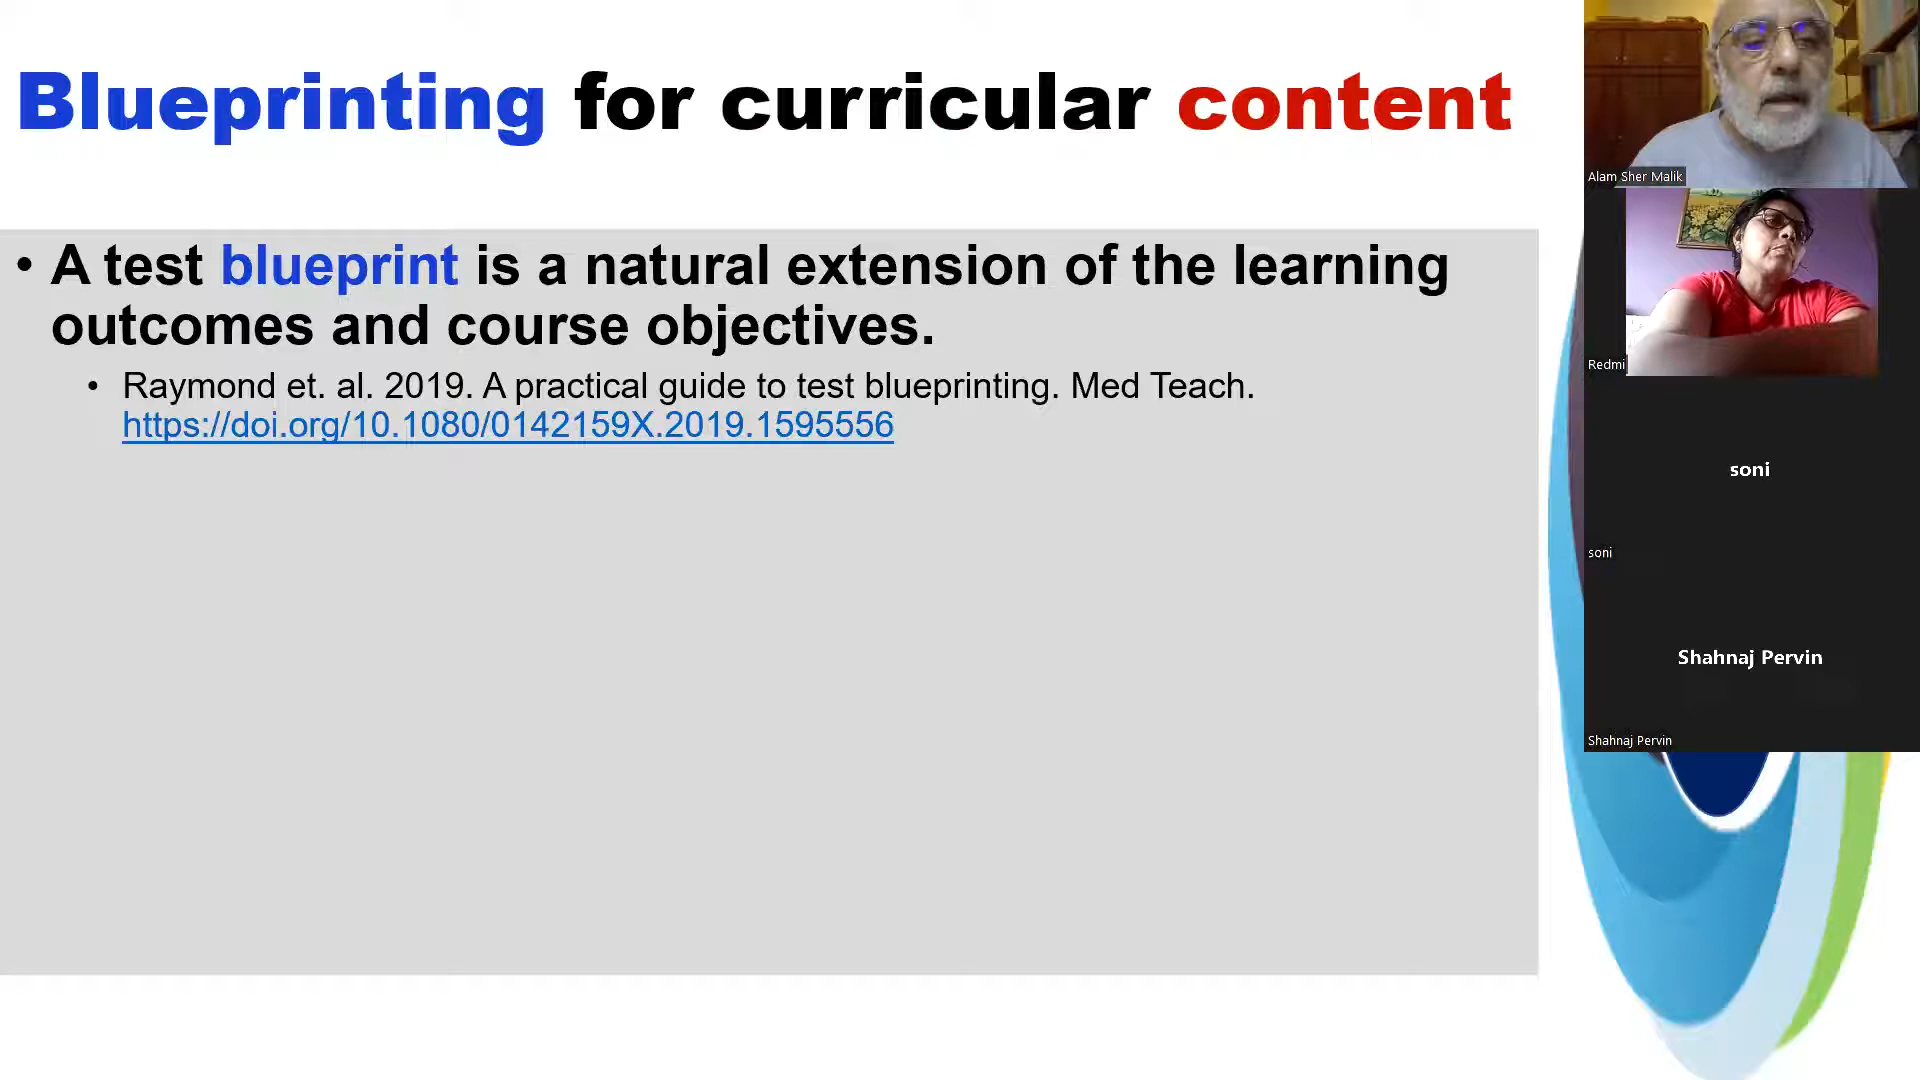 Blueprinting for curricular content
• A test blueprint is a natural extension of the learning
outcomes and course objectives.
• Raymond et. al. 2019. A practical guide to test blueprinting. Med Teach.
https://doi.org/10.1080/0142159X.2019.1595556
Alam Sher Malik
Redmi
soni
soni
Shahnaj Pervin
Shahnaj Pervin